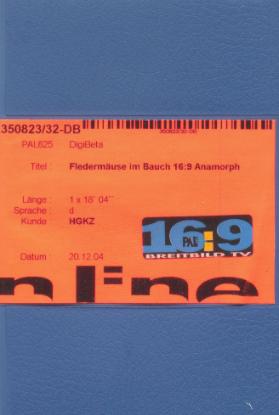 350823/32-DB
350823/32-DB
PAL625 DigiBeta
Titel : Fledermäuse im Bauch 16:9 Anamorph
Länge : 1 x 18' 04''
Sprache : d
Kunde : HGKZ
16:9
PAL
BREITBILD TV
Datum 20.12.04